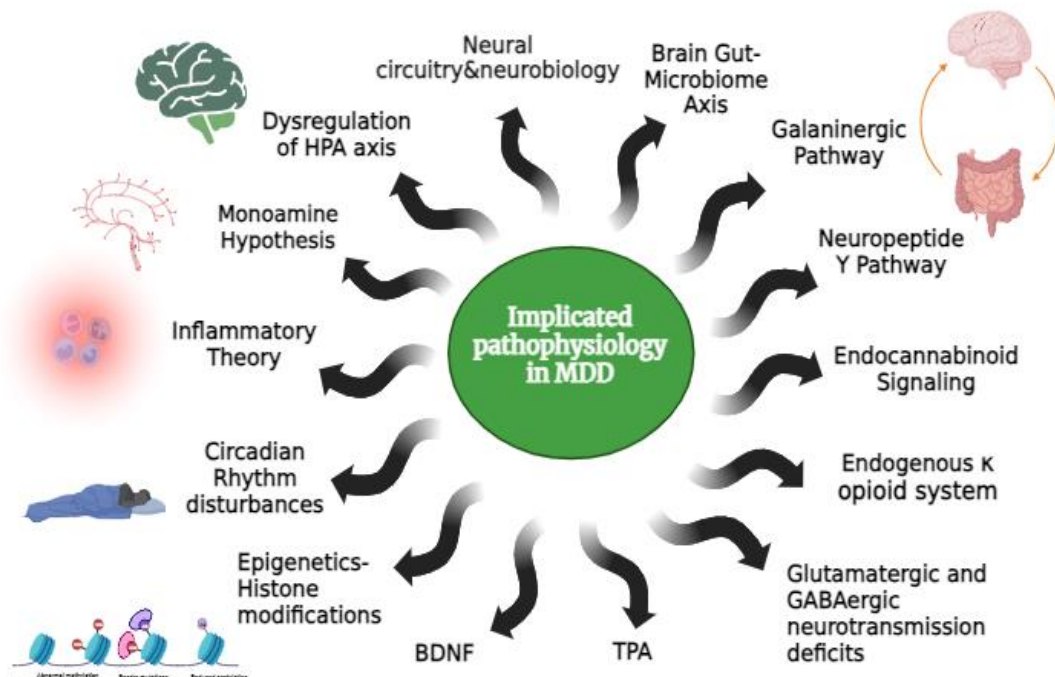 Neural
circuitry&neurobiology
Brain Gut-
Microbiome
Axis
Dysregulation
of HPA axis
Galaninergic
Pathway
Monoamine
Hypothesis
Neuropeptide
Y Pathway
Implicated
pathophysiology
in MDD
Inflammatory
Theory
Endocannabinoid
Signaling
Circadian
Rhythm
disturbances
Endogenous κ
opioid system
Epigenetics-
Histone
modifications
Glutamatergic and
GABAergic
neurotransmission
deficits
BDNF
TPA
Abnormal methylation